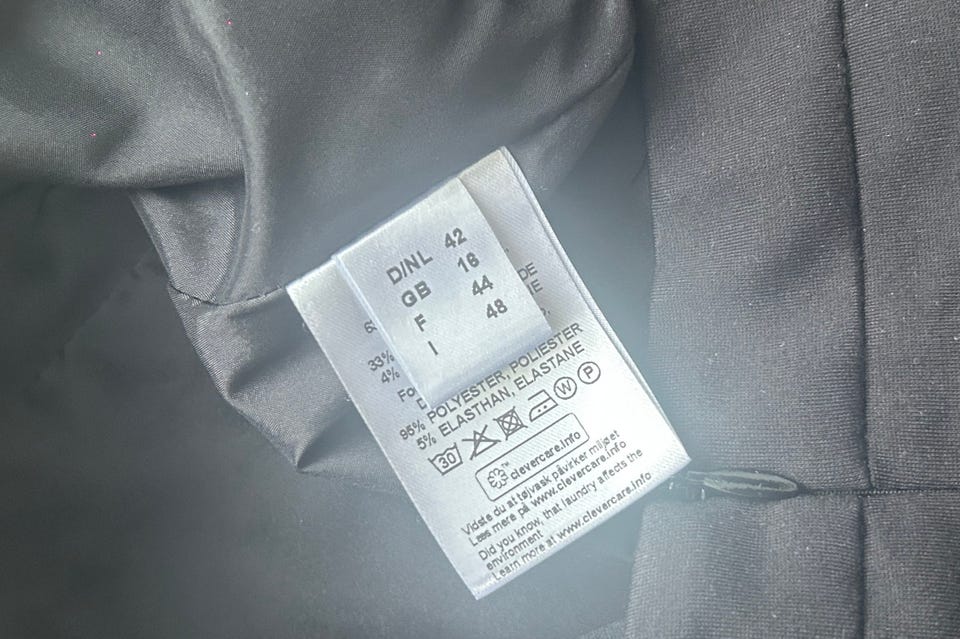 D/NL 42
GB 16
F 44
I 48
DE
33%
4%
95% POLYESTER, POLIESTER
5% ELASTHAN, ELASTANE
30 W P
clevercare.info
Vidste du at tøjvask påvirker miljøet
Læs mere på www.clevercare.info
Did you know, that laundry affects the
environment
Learn more at www.clevercare.info